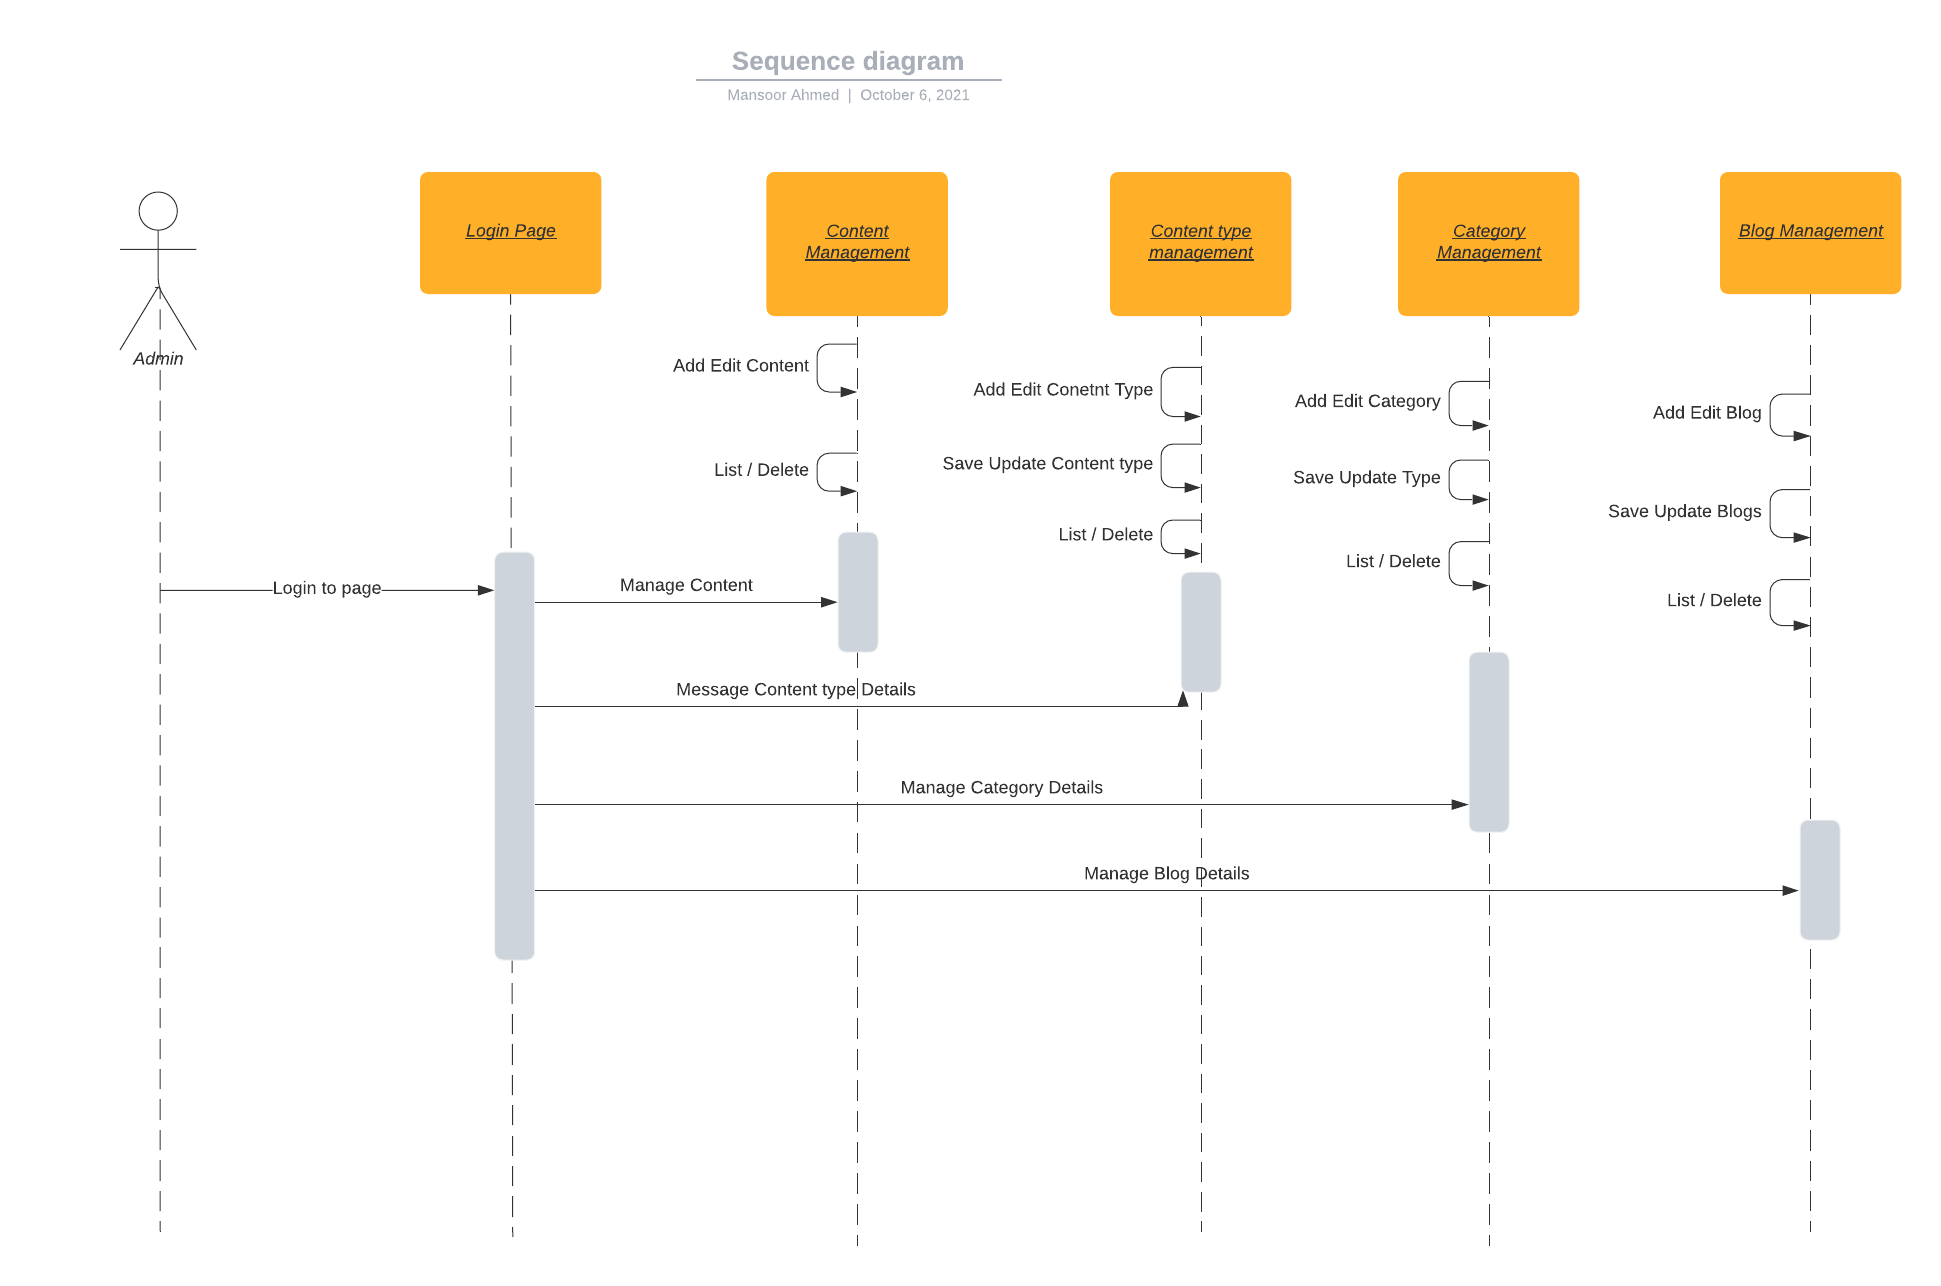 Sequence diagram
Mansoor Ahmed | October 6, 2021
Login Page
Content
Management
Content type
management
Category
Management
Blog Management
Admin
Add Edit Content
Add Edit Conetnt Type
Add Edit Category
Add Edit Blog
List / Delete
Save Update Content type
Save Update Type
Save Update Blogs
List / Delete
List / Delete
List / Delete
Login to page
Manage Content
Message Content type Details
Manage Category Details
Manage Blog Details